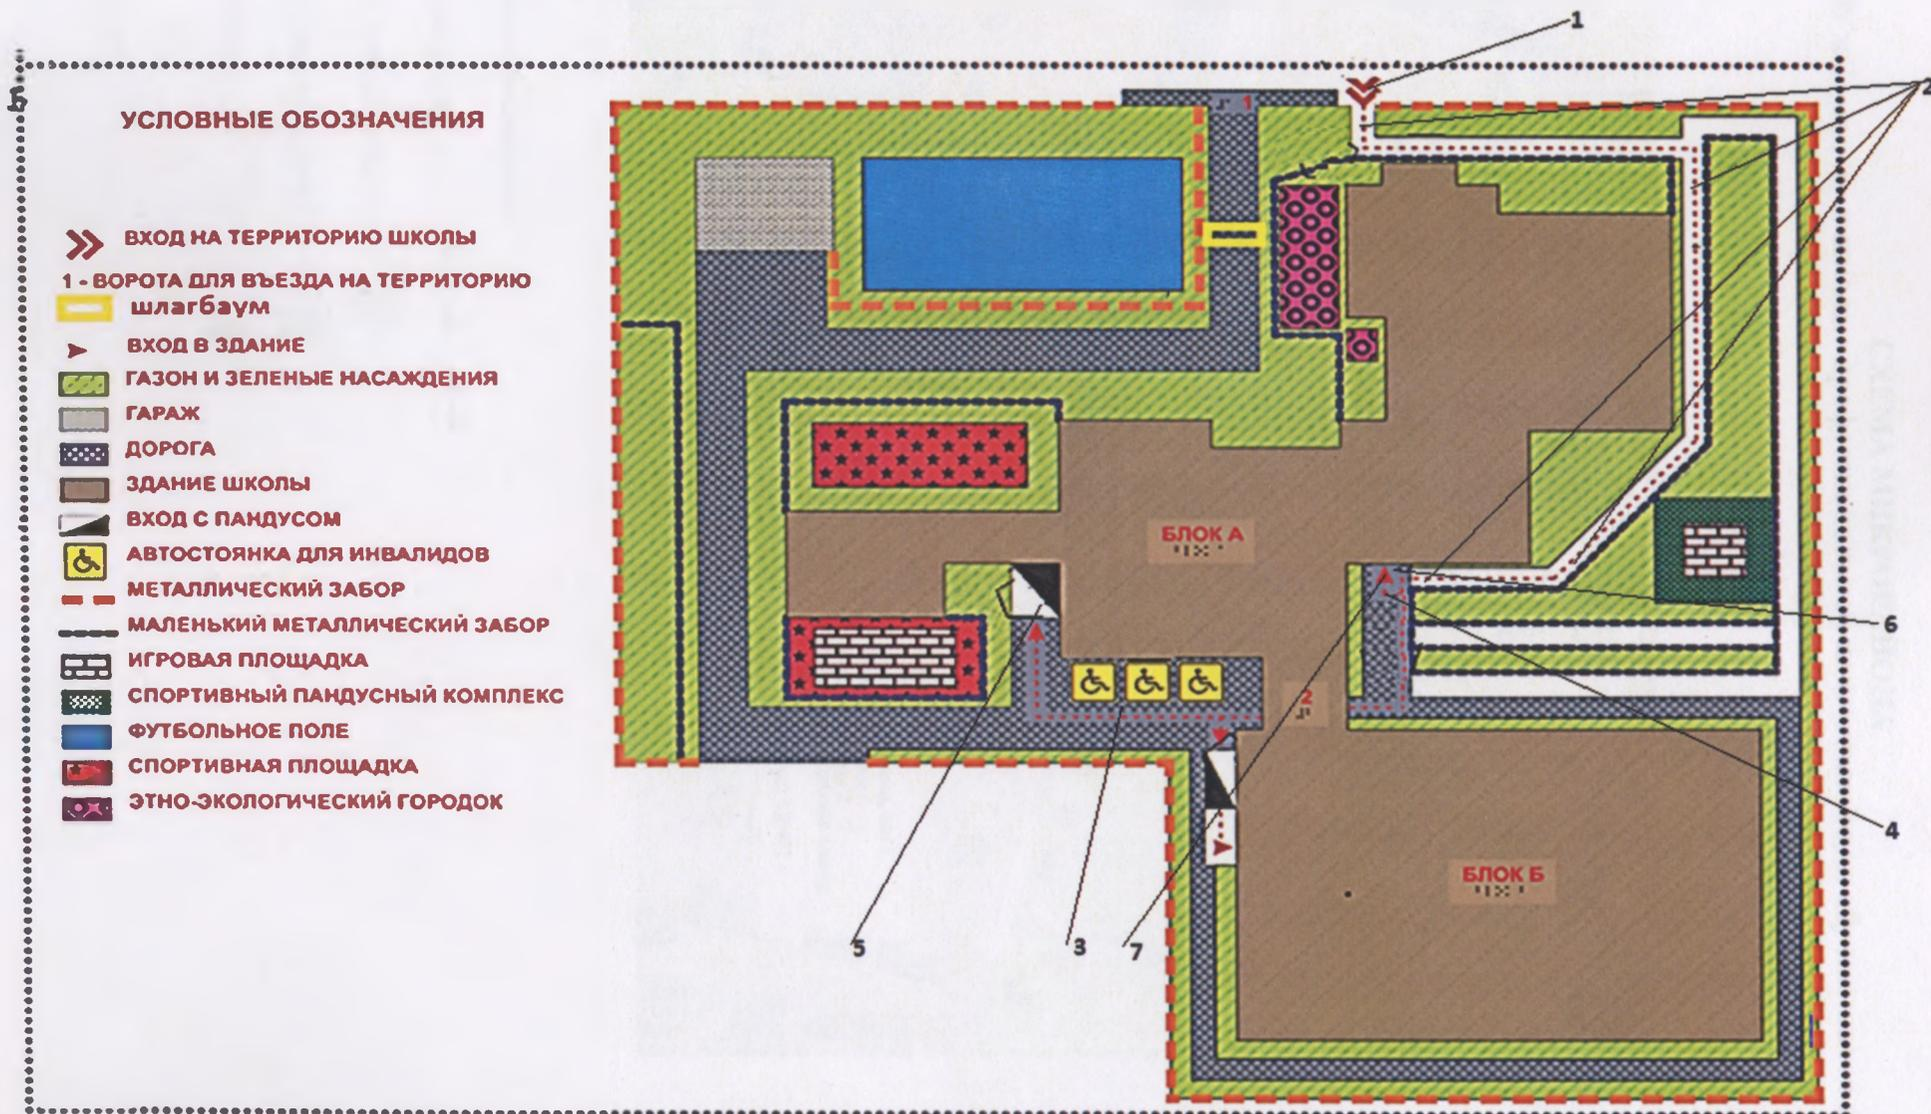 УСЛОВНЫЕ ОБОЗНАЧЕНИЯ
ВХОД НА ТЕРРИТОРИЮ ШКОЛЫ
1 - ВОРОТА ДЛЯ ВЪЕЗДА НА ТЕРРИТОРИЮ
шлагбаум
ВХОД В ЗДАНИЕ
ГАЗОН И ЗЕЛЕНЫЕ НАСАЖДЕНИЯ
ГАРАЖ
ДОРОГА
ЗДАНИЕ ШКОЛЫ
ВХОД С ПАНДУСОМ
АВТОСТОЯНКА ДЛЯ ИНВАЛИДОВ
МЕТАЛЛИЧЕСКИЙ ЗАБОР
МАЛЕНЬКИЙ МЕТАЛЛИЧЕСКИЙ ЗАБОР
ИГРОВАЯ ПЛОЩАДКА
СПОРТИВНЫЙ ПАНДУСНЫЙ КОМПЛЕКС
ФУТБОЛЬНОЕ ПОЛЕ
СПОРТИВНАЯ ПЛОЩАДКА
ЭТНО-ЭКОЛОГИЧЕСКИЙ ГОРОДОК
1
2
1
БЛОК А
6
2
4
БЛОК Б
5
3
7